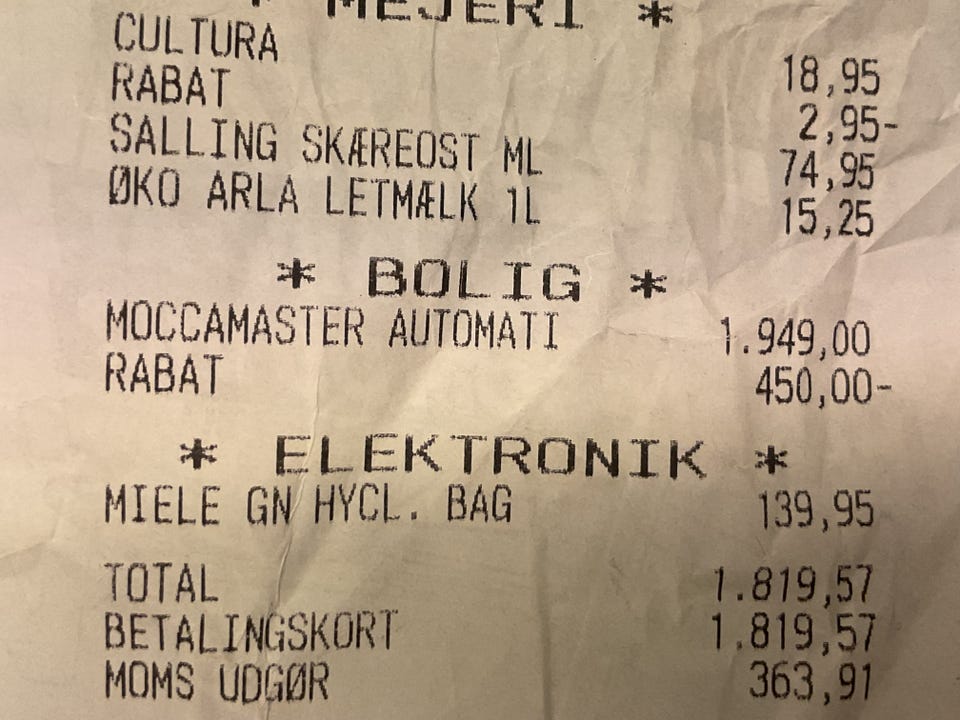 * MEJERI *
CULTURA 18,95
RABAT 2,95-
SALLING SKÆREOST ML 74,95
ØKO ARLA LETMÆLK 1L 15,25
* BOLIG *
MOCCAMASTER AUTOMATI 1.949,00
RABAT 450,00-
* ELEKTRONIK *
MIELE GN HYCL. BAG 139,95
TOTAL 1.819,57
BETALINGSKORT 1.819,57
MOMS UDGØR 363,91